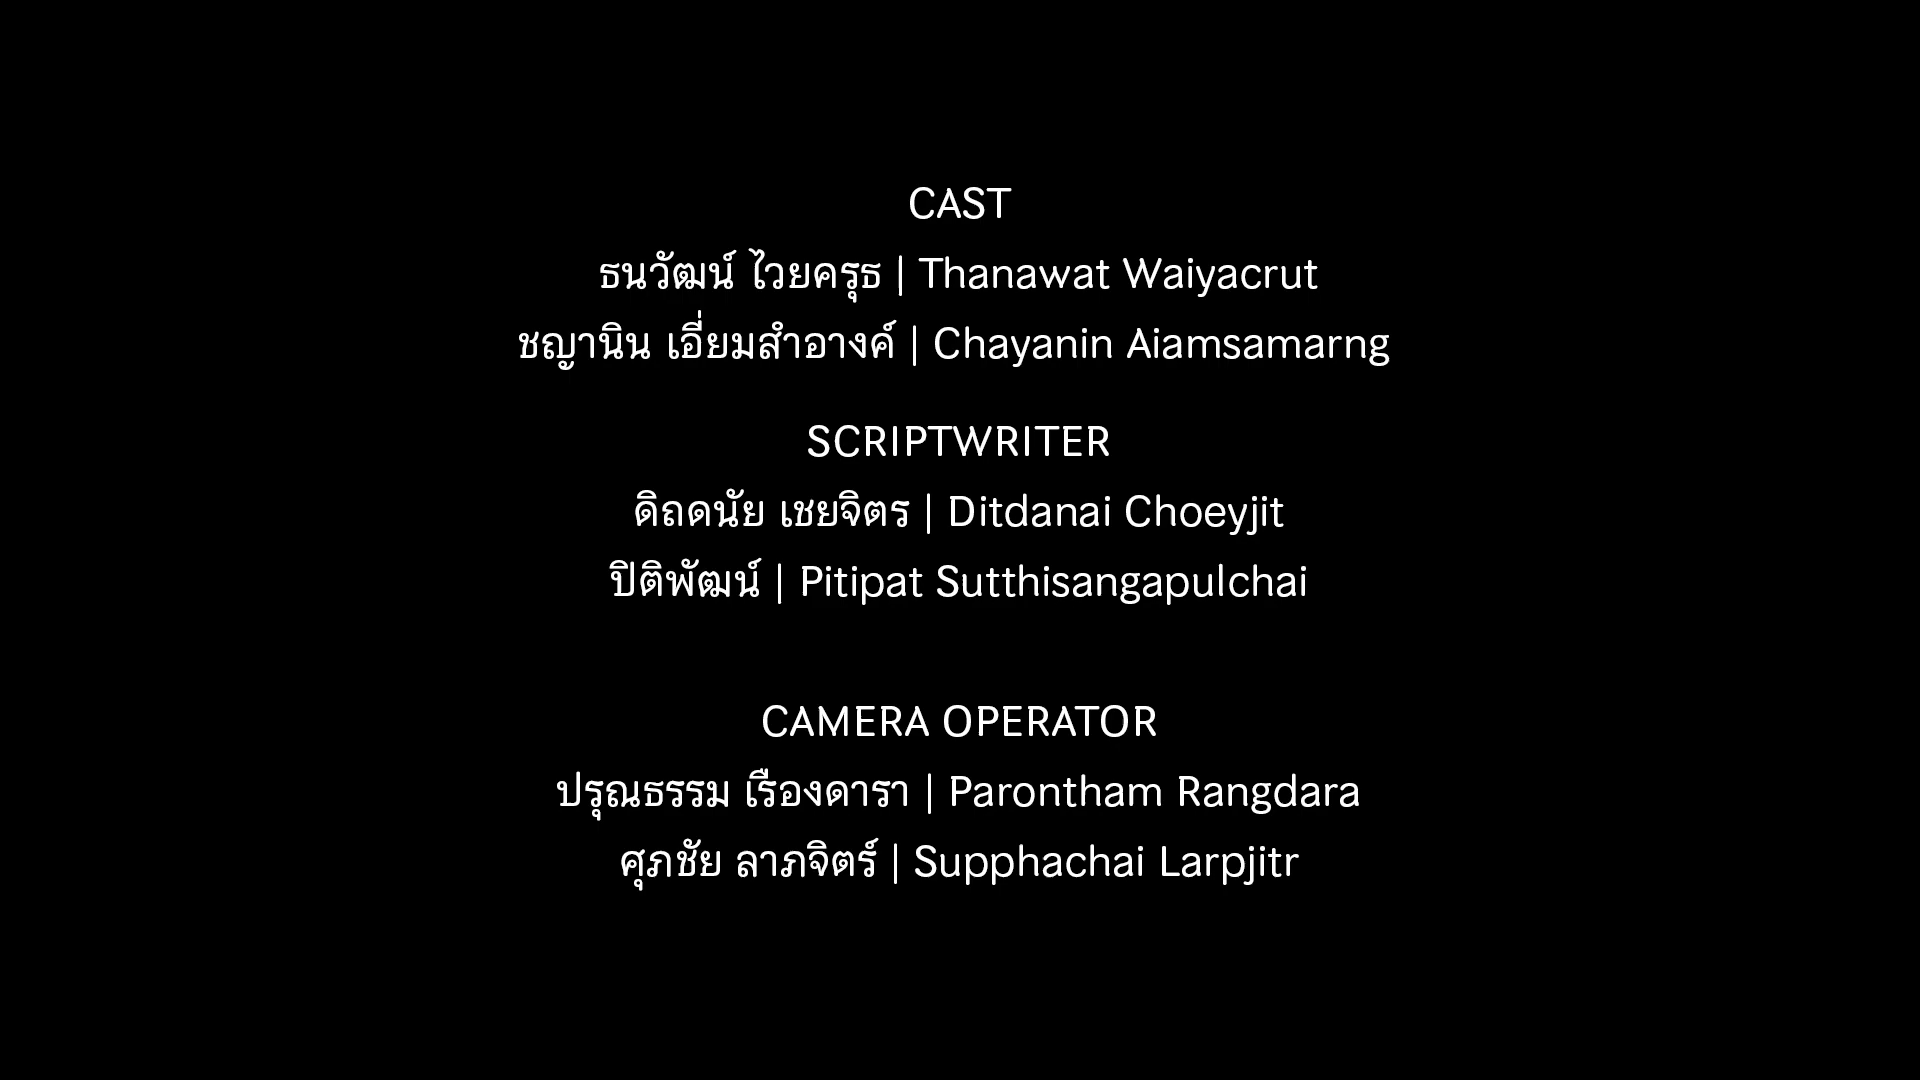 CAST
ธนวัฒน์ ไวยครุธ | Thanawat Waiyacrut
ชญานิน เอี่ยมสำอางค์ | Chayanin Aiamsamarng
SCRIPTWRITER
ดิถดนัย เชยจิตร | Ditdanai Choeyjit
ปิติพัฒน์ | Pitipat Sutthisangapulchai
CAMERA OPERATOR
ปรุณธรรม เรืองดารา | Parontham Rangdara
ศุภชัย ลาภจิตร์ | Supphachai Larpjitr